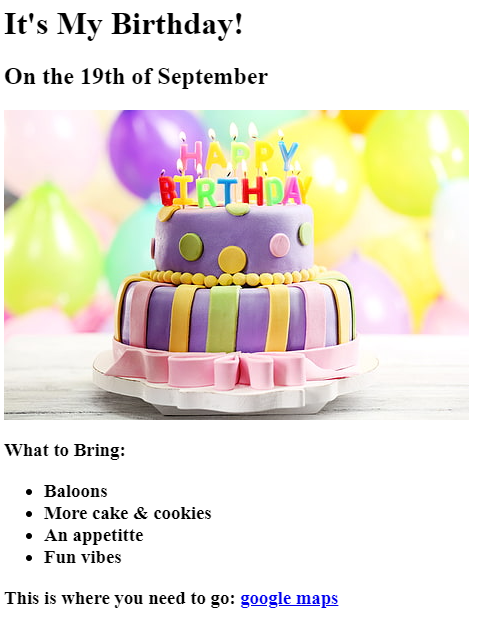 It's My Birthday!
On the 19th of September
HAPPY
BIRTHDAY
What to Bring:
Baloons
More cake & cookies
An appetitte
Fun vibes
This is where you need to go: google maps